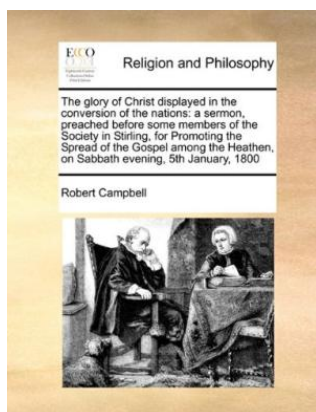 ECCO
Religion and Philosophy
The glory of Christ displayed in the
conversion of the nations: a sermon,
preached before some members of the
Society in Stirling, for Promoting the
Spread of the Gospel among the Heathen,
on Sabbath evening, 5th January, 1800
Robert Campbell